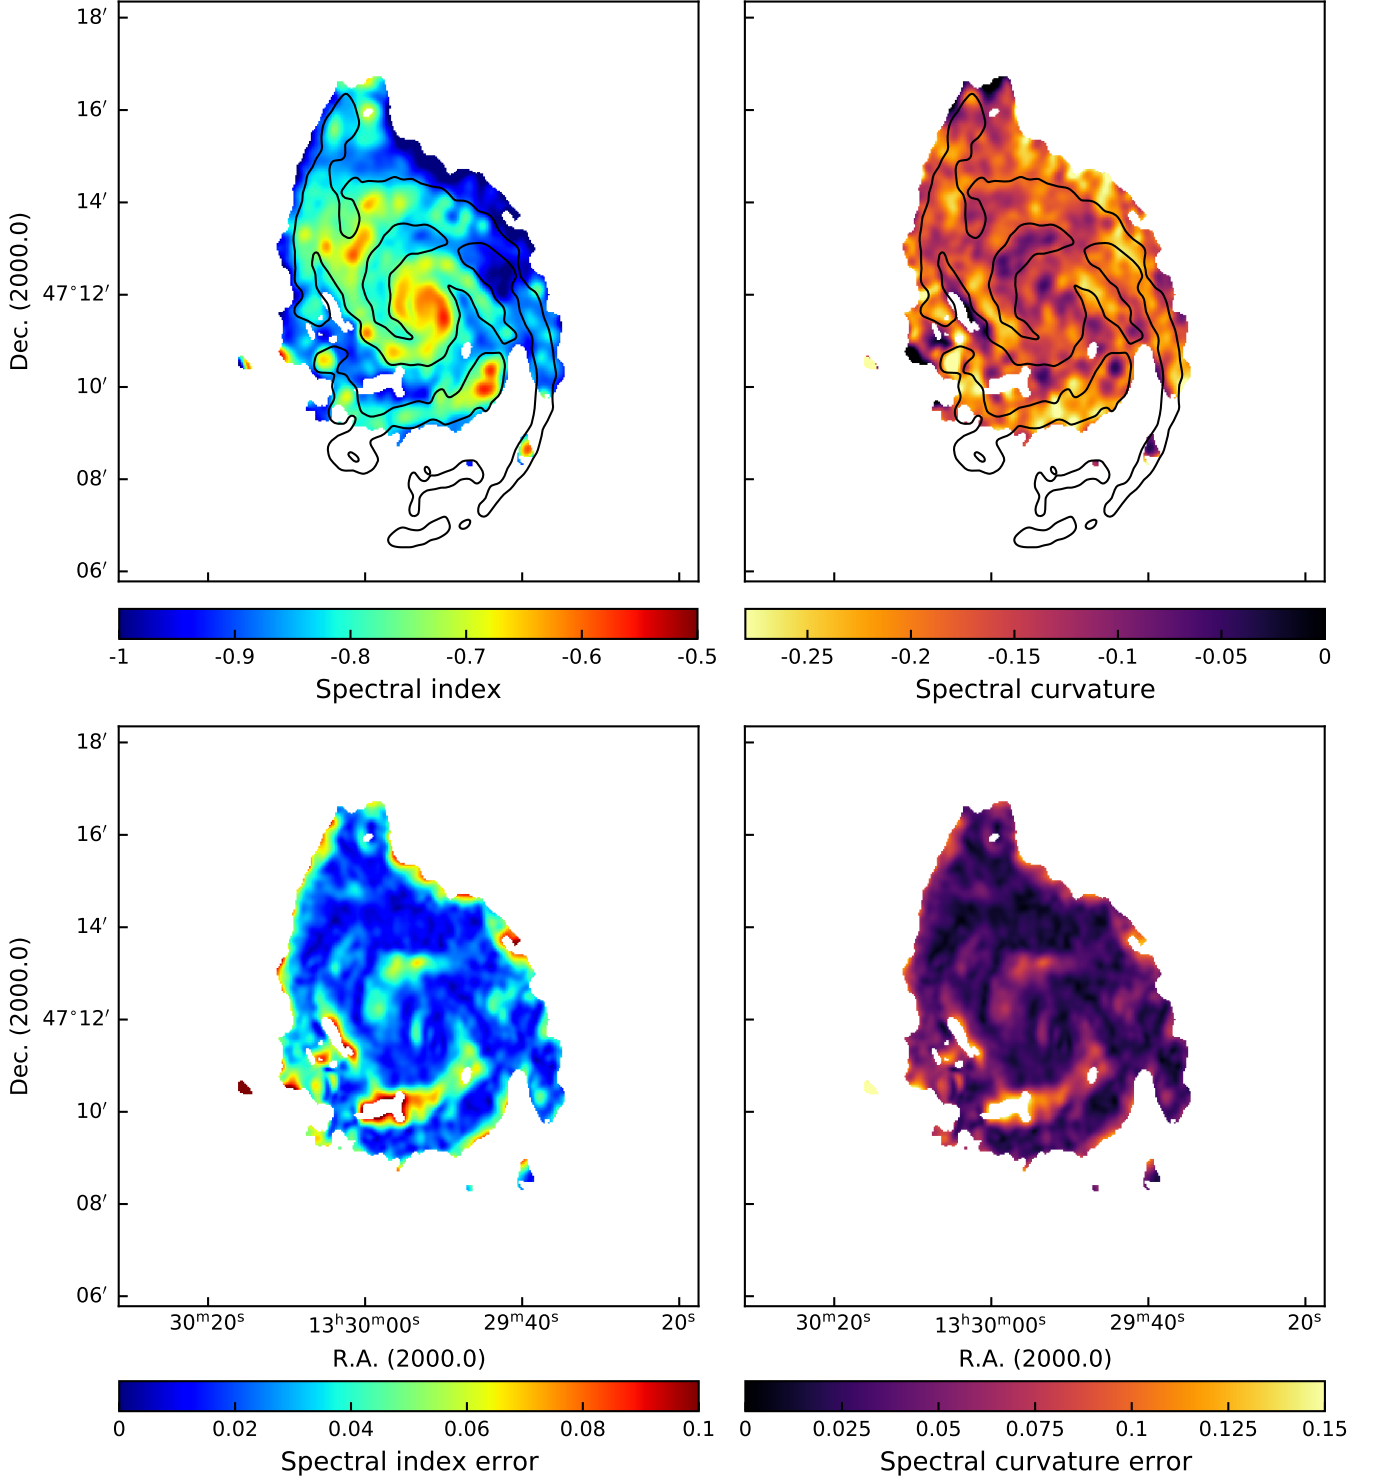 18′
16′
14′
47°12′
10′
08′
06′
Dec. (2000.0)
-1 -0.9 -0.8 -0.7 -0.6 -0.5
Spectral index
-0.25 -0.2 -0.15 -0.1 -0.05 0
Spectral curvature
18′
16′
14′
47°12′
10′
08′
06′
Dec. (2000.0)
30ᵐ20ˢ 13ʰ30ᵐ00ˢ 29ᵐ40ˢ 20ˢ
R.A. (2000.0)
30ᵐ20ˢ 13ʰ30ᵐ00ˢ 29ᵐ40ˢ 20ˢ
R.A. (2000.0)
0 0.02 0.04 0.06 0.08 0.1
Spectral index error
0 0.025 0.05 0.075 0.1 0.125 0.15
Spectral curvature error